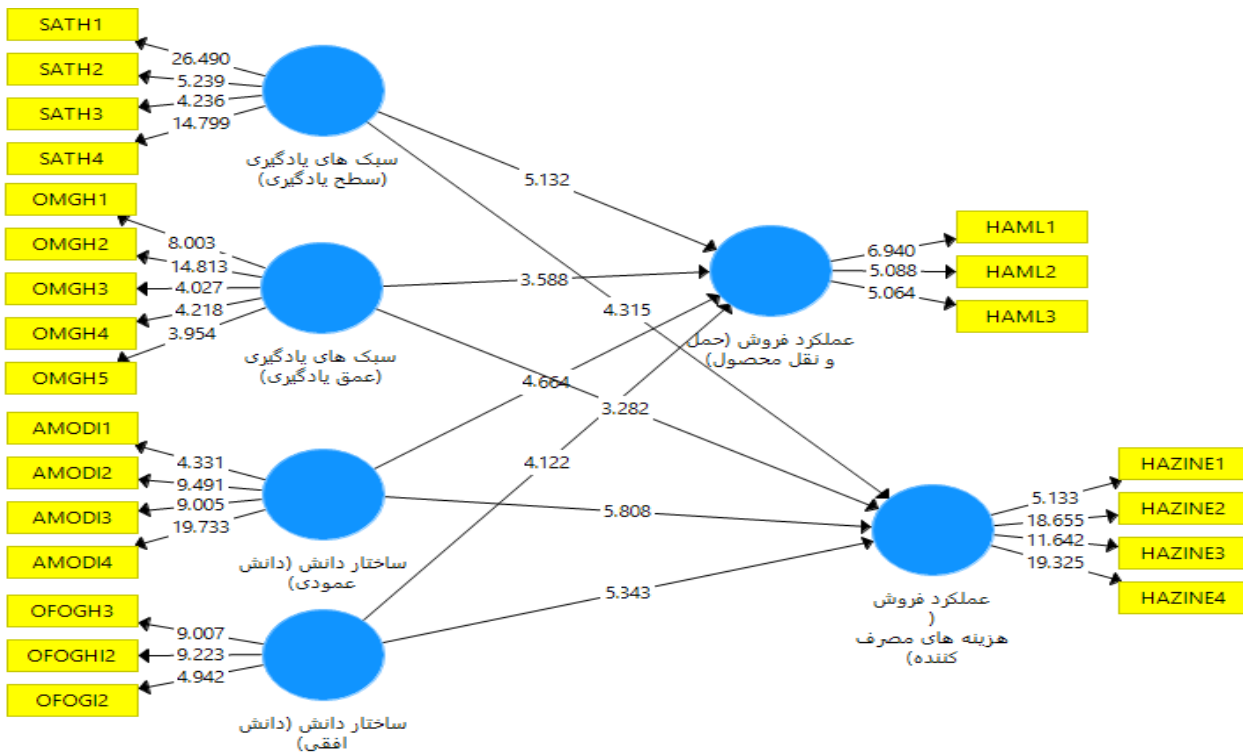 SATH1
SATH2
SATH3
SATH4
26.490
5.239
4.236
14.799
سبک های یادگیری
(سطح یادگیری)
OMGH1
OMGH2
OMGH3
OMGH4
OMGH5
8.003
14.813
4.027
4.218
3.954
سبک های یادگیری
(عمق یادگیری)
AMODI1
AMODI2
AMODI3
AMODI4
4.331
9.491
9.005
19.733
ساختار دانش (دانش
عمودی)
OFOGH3
OFOGHI2
OFOGI2
9.007
9.223
4.942
ساختار دانش (دانش
افقی)
5.132
3.588
4.315
4.664
3.282
4.122
5.808
5.343
عملکرد فروش (حمل
و نقل محصول)
6.940
5.088
5.064
HAML1
HAML2
HAML3
عملکرد فروش
(
هزینه های مصرف
کننده)
5.133
18.655
11.642
19.325
HAZINE1
HAZINE2
HAZINE3
HAZINE4